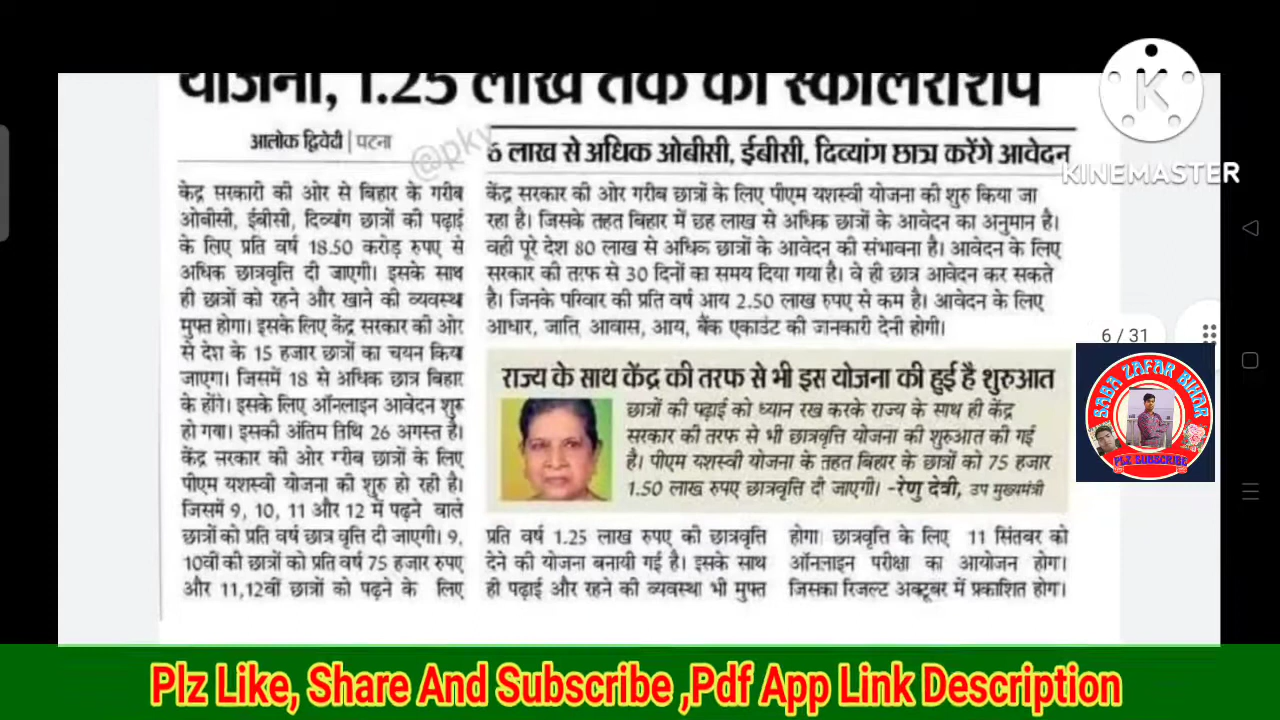 योजना, 1.25 लाख तक की स्कॉलरशिप
आलोक द्विवेदी | पटना
@pky
केंद्र सरकारी की ओर से बिहार के गरीब
ओबीसी, ईबीसी, दिव्यांग छात्रों की पढ़ाई
के लिए प्रति वर्ष 18.50 करोड़ रुपए से
अधिक छात्रवृत्ति दी जाएगी। इसके साथ
ही छात्रों को रहने और खाने की व्यवस्था
मुफ्त होगा। इसके लिए केंद्र सरकार की ओर
से देश के 15 हजार छात्रों का चयन किया
जाएगा। जिसमें 18 से अधिक छात्र बिहार
के होंगे। इसके लिए ऑनलाइन आवेदन शुरू
हो गया। इसकी अंतिम तिथि 26 अगस्त है।
केंद्र सरकार की ओर गरीब छात्रों के लिए
पीएम यशस्वी योजना की शुरु हो रही है।
जिसमें 9, 10, 11 और 12 में पढ़ने वाले
छात्रों को प्रति वर्ष छात्र वृत्ति दी जाएगी। 9,
10वीं की छात्रों को प्रति वर्ष 75 हजार रुपए
और 11,12वीं छात्रों को पढ़ने के लिए
6 लाख से अधिक ओबीसी, ईबीसी, दिव्यांग छात्र करेंगे आवेदन
केंद्र सरकार की ओर गरीब छात्रों के लिए पीएम यशस्वी योजना की शुरु किया जा
रहा है। जिसके तहत बिहार में छह लाख से अधिक छात्रों के आवेदन का अनुमान है।
वही पूरे देश 80 लाख से अधिक छात्रों के आवेदन की संभावना है। आवेदन के लिए
सरकार की तरफ से 30 दिनों का समय दिया गया है। वे ही छात्र आवेदन कर सकते
है। जिनके परिवार की प्रति वर्ष आय 2.50 लाख रुपए से कम है। आवेदन के लिए
आधार, जाति आवास, आय, बैंक एकाउंट की जानकारी देनी होगी।
राज्य के साथ केंद्र की तरफ से भी इस योजना की हुई है शुरुआत
छात्रों की पढ़ाई को ध्यान रख करके राज्य के साथ ही केंद्र
सरकार की तरफ से भी छात्रवृत्ति योजना की शुरुआत की गई
है। पीएम यशस्वी योजना के तहत बिहार के छात्रों को 75 हजार
1.50 लाख रुपए छात्रवृत्ति दी जाएगी। -रेणु देवी, उप मुख्यमंत्री
प्रति वर्ष 1.25 लाख रुपए की छात्रवृत्ति
देने की योजना बनायी गई है। इसके साथ
ही पढ़ाई और रहने की व्यवस्था भी मुफ्त
होगा। छात्रवृत्ति के लिए 11 सिंतबर को
ऑनलाइन परीक्षा का आयोजन होगा।
जिसका रिजल्ट अक्टूबर में प्रकाशित होगा।
K
KINEMASTER
6 / 31
BABA ZAFAR BIHAR
PLZ SUBSCRIBE
Plz Like, Share And Subscribe ,Pdf App Link Description